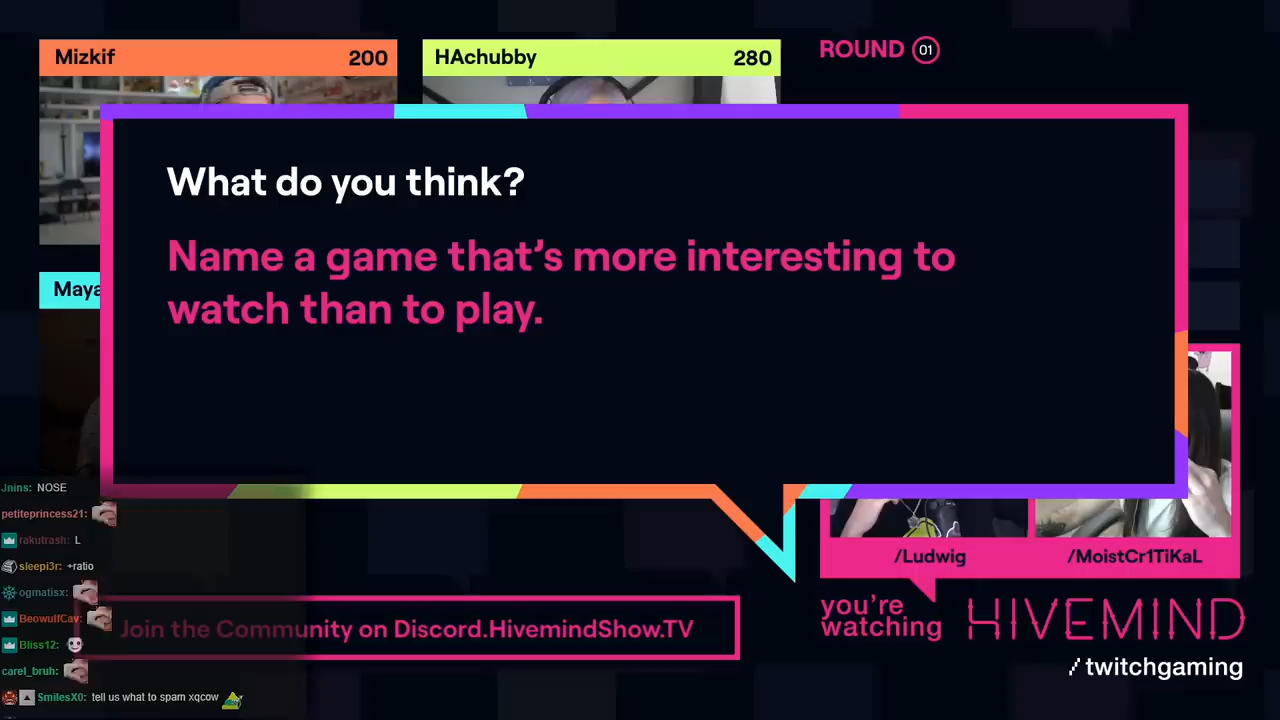 Mizkif 200
HAchubby 280
ROUND 01
What do you think?
Name a game that's more interesting to
watch than to play.
Maya
/Ludwig
/MoistCr1TiKaL
Jnins: NOSE
petiteprincess21:
rakutrash: L
sleepi3r: +ratio
ogmatisx:
BeowulfCav:
Bliss12:
carel_bruh:
SmilesX0: tell us what to spam xqcow
Join the Community on Discord.HivemindShow.TV
you're
watching
HIVEMIND
/twitchgaming